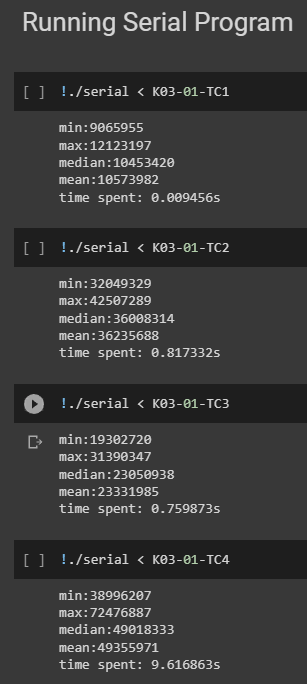 Running Serial Program
[ ] !./serial < K03-01-TC1
min:9065955
max:12123197
median:10453420
mean:10573982
time spent: 0.009456s
[ ] !./serial < K03-01-TC2
min:32049329
max:42507289
median:36008314
mean:36235688
time spent: 0.817332s
!./serial < K03-01-TC3
min:19302720
max:31390347
median:23050938
mean:23331985
time spent: 0.759873s
[ ] !./serial < K03-01-TC4
min:38996207
max:72476887
median:49018333
mean:49355971
time spent: 9.616863s